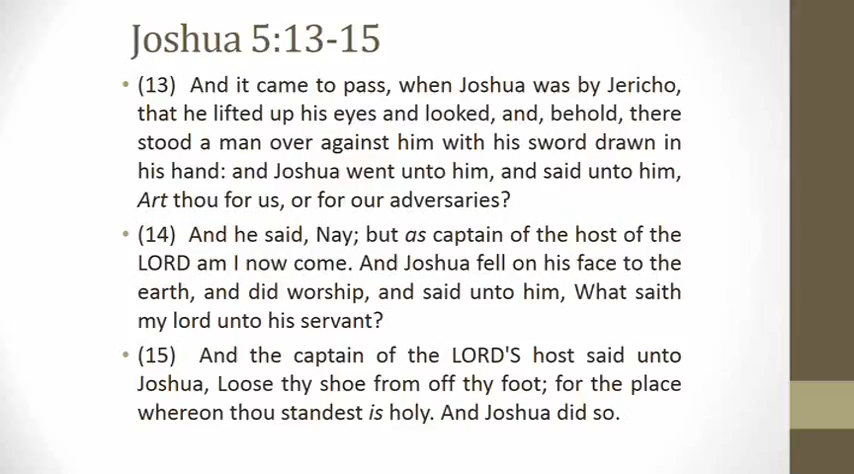 Joshua 5:13-15
• (13) And it came to pass, when Joshua was by Jericho,
that he lifted up his eyes and looked, and, behold, there
stood a man over against him with his sword drawn in
his hand: and Joshua went unto him, and said unto him,
Art thou for us, or for our adversaries?
• (14) And he said, Nay; but as captain of the host of the
LORD am I now come. And Joshua fell on his face to the
earth, and did worship, and said unto him, What saith
my lord unto his servant?
• (15) And the captain of the LORD'S host said unto
Joshua, Loose thy shoe from off thy foot; for the place
whereon thou standest is holy. And Joshua did so.